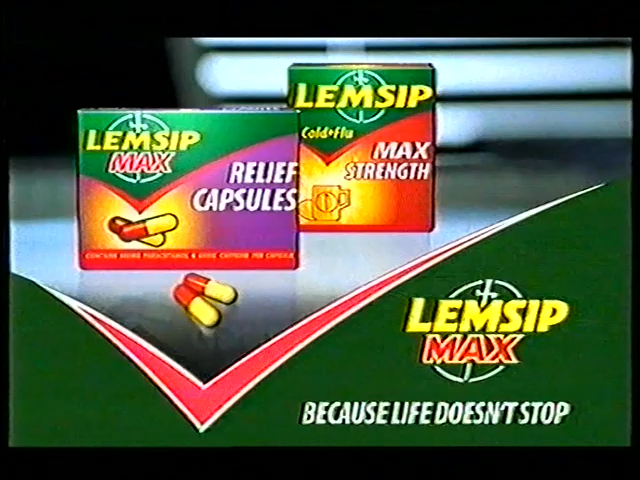 LEMSIP
MAX
RELIEF
CAPSULES
LEMSIP
Cold+Flu
MAX
STRENGTH
LEMSIP
MAX
BECAUSE LIFE DOESN'T STOP